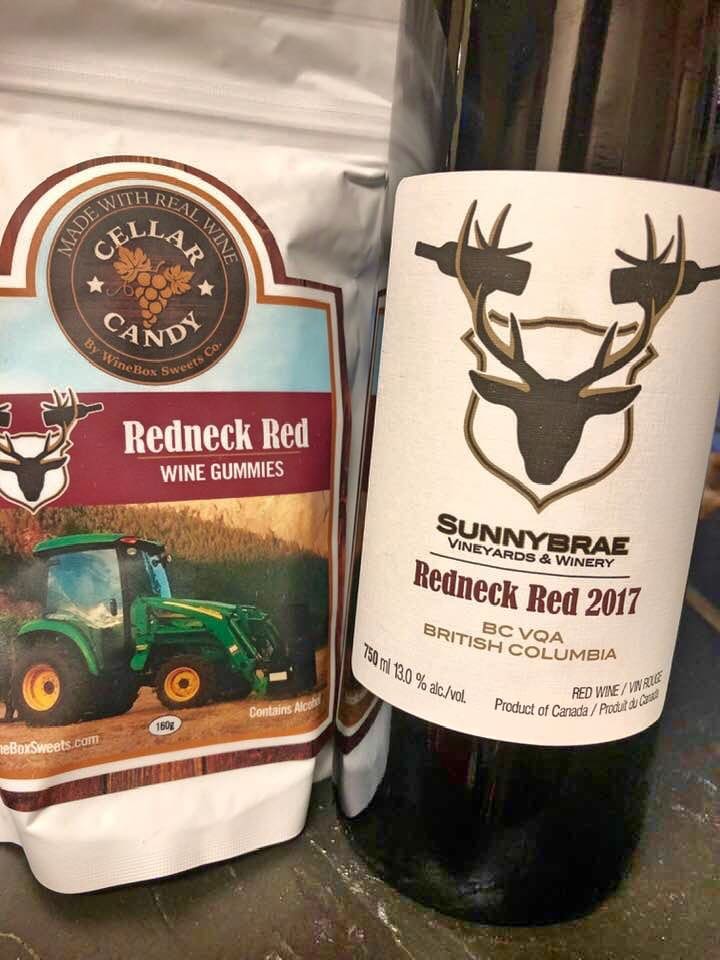 MADE WITH REAL WINE
CELLAR
CANDY
By WineBox Sweets Co.
Redneck Red
WINE GUMMIES
Contains Alcohol
160g
neBoxSweets.com
SUNNYBRAE
VINEYARDS & WINERY
Redneck Red 2017
BC VQA
BRITISH COLUMBIA
750 ml 13.0 % alc./vol.
RED WINE / VIN ROUGE
Product of Canada / Produit du Canada